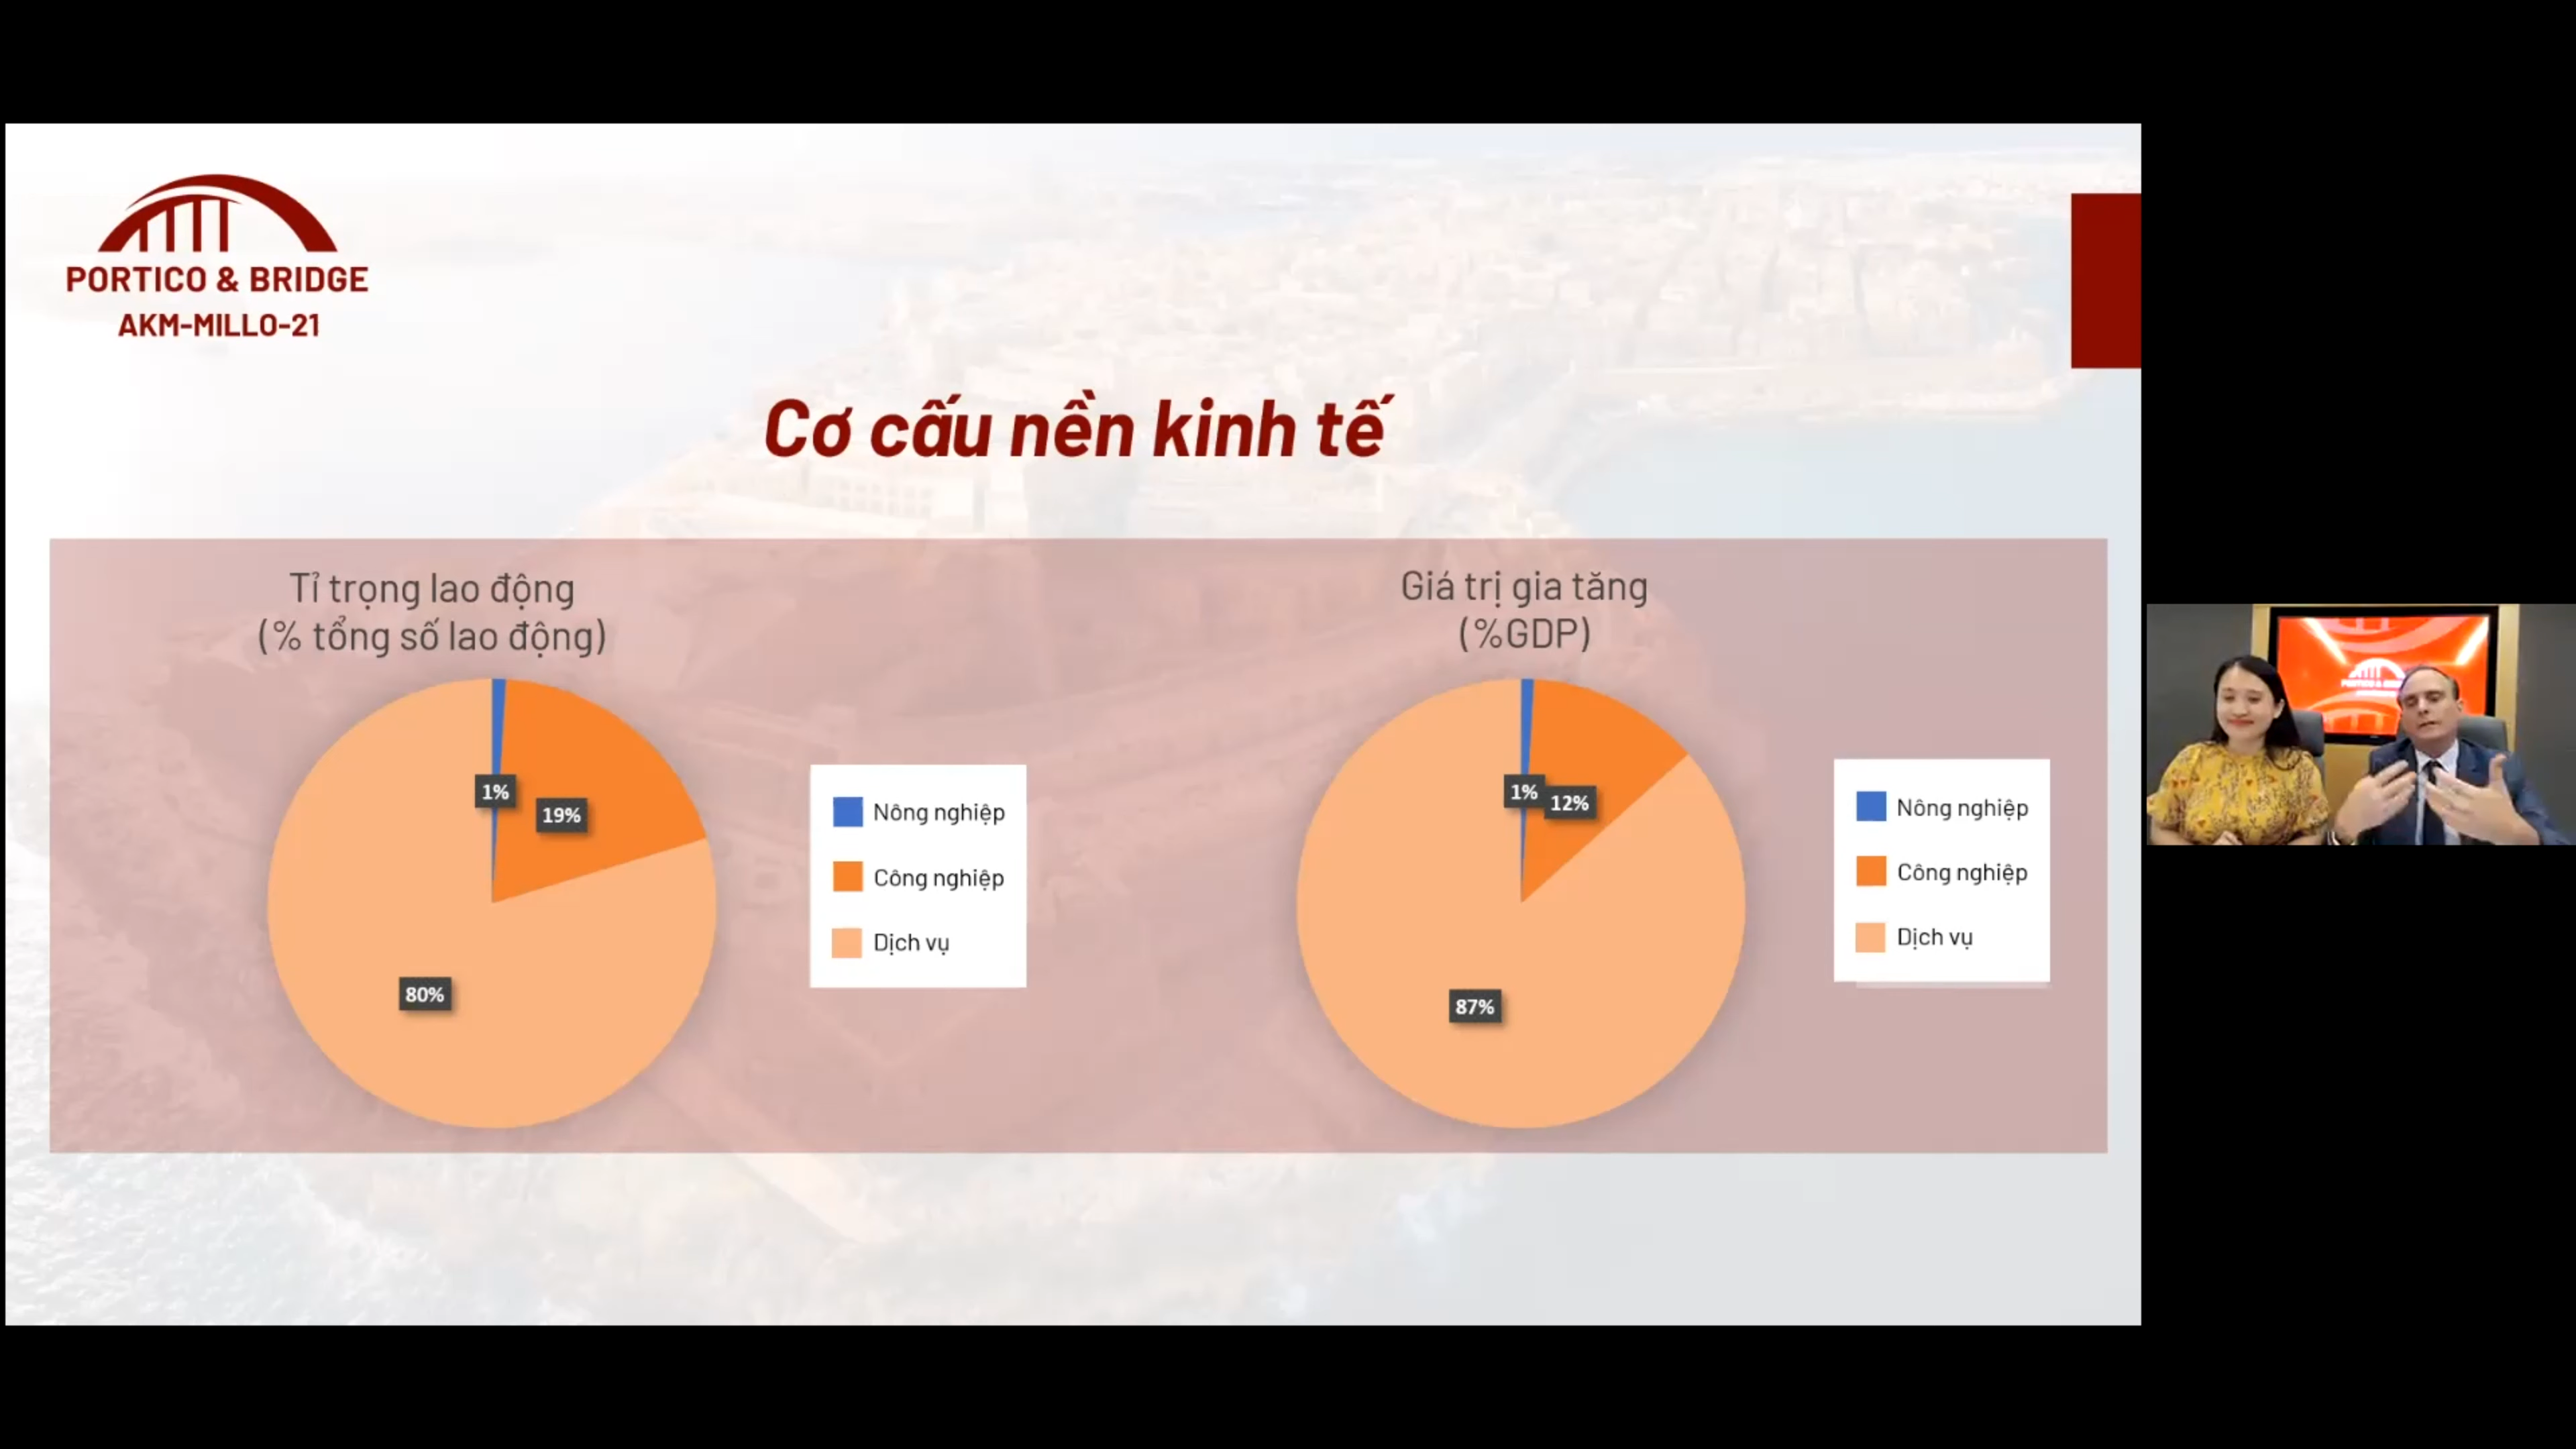 PORTICO & BRIDGE
AKM-MILLO-21
Cơ cấu nền kinh tế
Tỉ trọng lao động
(% tổng số lao động)
1%
19%
80%
Nông nghiệp
Công nghiệp
Dịch vụ
Giá trị gia tăng
(%GDP)
1%
12%
87%
Nông nghiệp
Công nghiệp
Dịch vụ